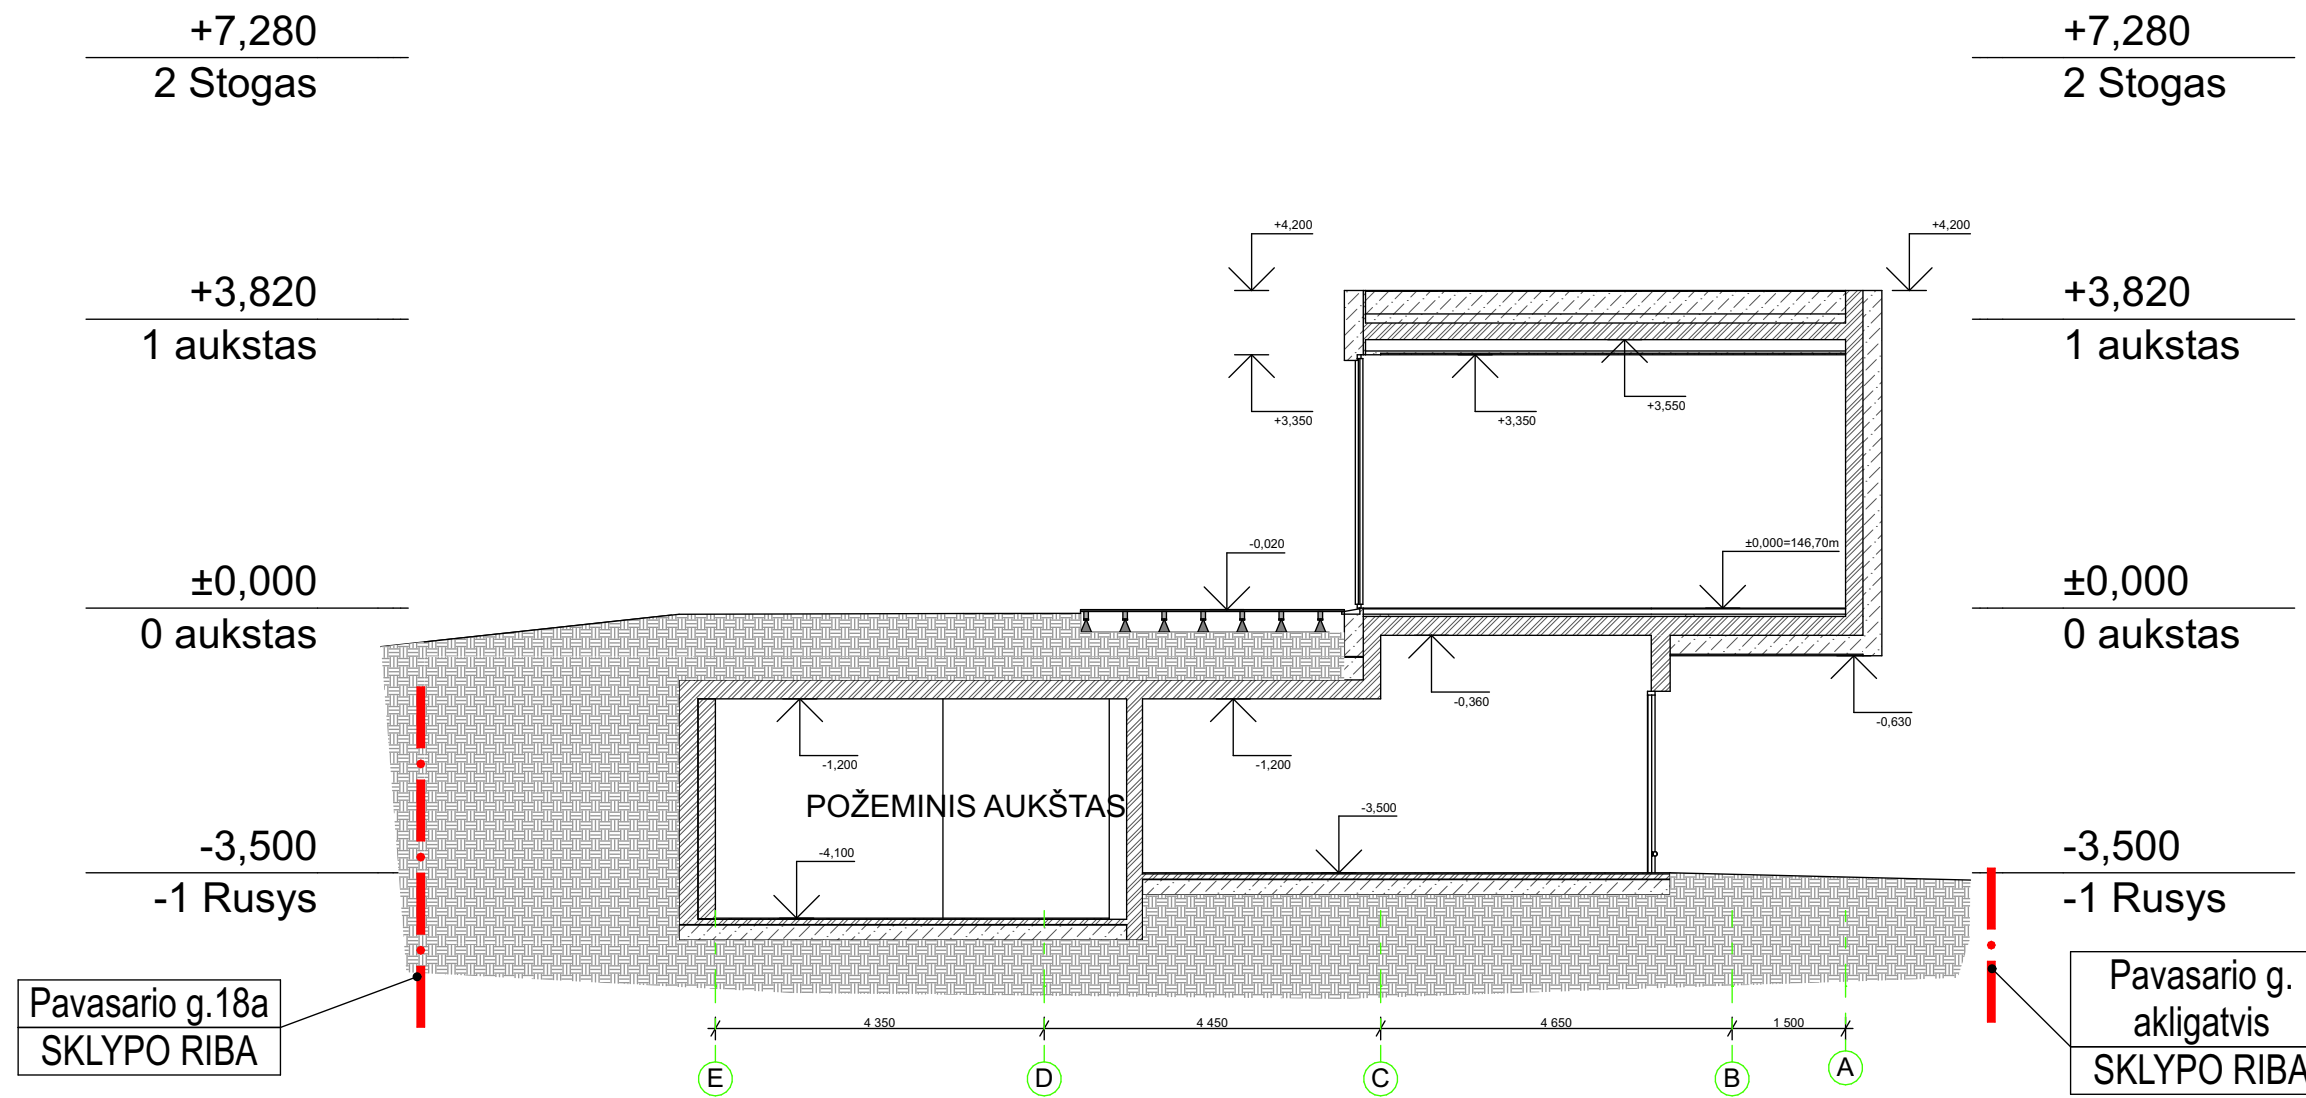 +7,280
2 Stogas
+7,280
2 Stogas
+4,200
+4,200
+3,820
1 aukstas
+3,820
1 aukstas
+3,550
+3,350
+3,350
-0,020
±0,000=146,70m
±0,000
0 aukstas
±0,000
0 aukstas
-0,360
-0,630
-1,200
-1,200
POŽEMINIS AUKŠTAS
-3,500
-4,100
-3,500
-1 Rusys
-3,500
-1 Rusys
Pavasario g.18a
SKLYPO RIBA
Pavasario g.
akligatvis
SKLYPO RIBA
4 350
4 450
4 650
1 500
E
D
C
B
A